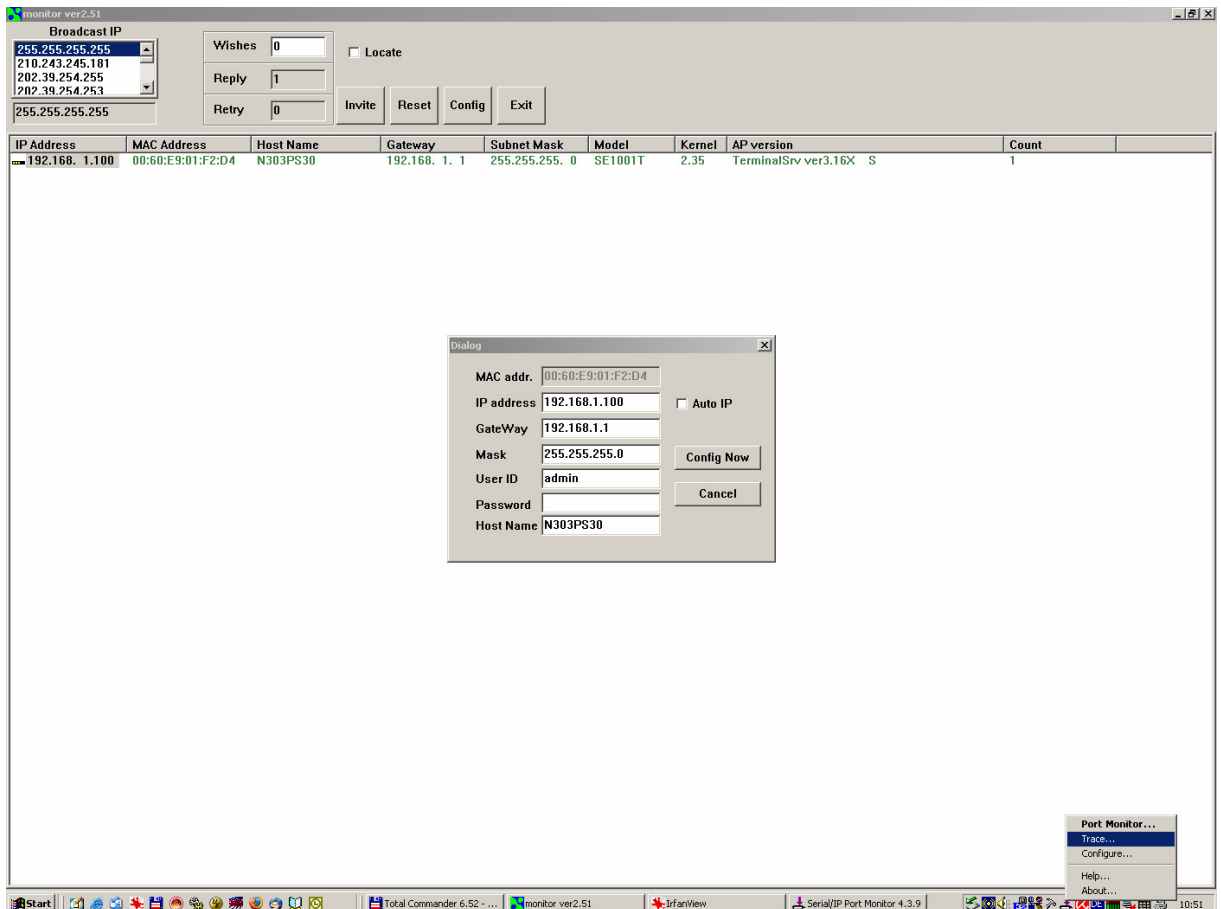 monitor ver2.51
Broadcast IP
255.255.255.255
210.243.245.181
202.39.254.255
202.39.254.253
255.255.255.255
Wishes 0
Reply 1
Retry 0
Locate
Invite Reset Config Exit
IP Address MAC Address Host Name Gateway Subnet Mask Model Kernel AP version Count
192.168. 1.100 00:60:E9:01:F2:D4 N303PS30 192.168. 1. 1 255.255.255. 0 SE1001T 2.35 TerminalSrv ver3.16X S 1
Dialog
MAC addr. 00:60:E9:01:F2:D4
IP address 192.168.1.100
Auto IP
GateWay 192.168.1.1
Mask 255.255.255.0
Config Now
User ID admin
Cancel
Password
Host Name N303PS30
Port Monitor...
Trace...
Configure...
Help...
About...
Start Total Commander 6.52 - ... monitor ver2.51 IrfanView Serial/IP Port Monitor 4.3.9 DE 10:51